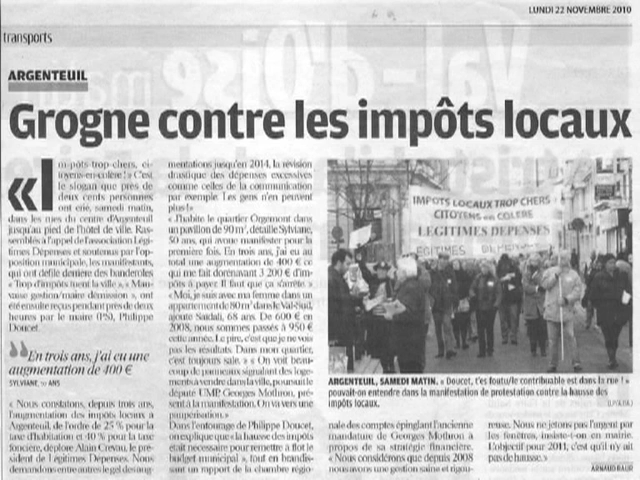 LUNDI 22 NOVEMBRE 2010
transports
ARGENTEUIL
Grogne contre les impôts locaux
« Impôts trop chers, ci-
toyens en colère ! » C'est
le slogan que près de
deux cents personnes
ont crié, samedi matin,
dans les rues du centre d'Argenteuil
jusqu'au pied de l'hôtel de ville. Ras-
semblés à l'appel de l'association Légi-
times Dépenses et soutenus par l'op-
position municipale, les manifestants,
qui ont défilé derrière des banderoles
« Trop d'impôts tuent la ville », « Mau-
vaise gestion/maire démission », ont
été ensuite reçus pendant près de deux
heures par le maire (PS), Philippe
Doucet.
“En trois ans, j'ai eu une
augmentation de 400 €
SYLVIANE, ANS
« Nous constatons, depuis trois ans,
l'augmentation des impôts locaux à
Argenteuil, de l'ordre de 25 % pour la
taxe d'habitation et 40 % pour la taxe
foncière, déplore Alain Crevau, le pré-
sident de Légitimes Dépenses. Nous
demandons entre autres le gel des aug-
mentations jusqu'en 2014, la révision
drastique des dépenses excessives
comme celles de la communication
par exemple. Les gens n'en peuvent
plus ! »
« J'habite le quartier Orgemont dans
un pavillon de 90 m², détaille Sylviane,
50 ans, qui avoue manifester pour la
première fois. En trois ans, j'ai eu au
total une augmentation de 400 € ce
qui me fait dorénavant 3 200 € d'im-
pôts à payer. Il faut que ça s'arrête. »
« Moi, je suis avec ma femme dans un
appartement de 80 m² dans le Val-Sud,
ajoute Saidali, 68 ans. De 600 € en
2008, nous sommes passés à 950 €
cette année. Le pire, c'est que je ne vois
pas les résultats. Dans mon quartier,
c'est toujours sale. » « On voit beau-
coup de panneaux signalant des loge-
ments à vendre dans la ville, poursuit le
député UMP, Georges Mothron, pré-
sent à la manifestation. On va vers une
paupérisation. »
Dans l'entourage de Philippe Doucet,
on explique que « la hausse des impôts
était nécessaire pour remettre à flot le
budget municipal », tout en brandis-
sant un rapport de la chambre régio-
IMPOTS LOCAUX TROP CHERS
CITOYENS en COLERE
LEGITIMES DEPENSES
ARGENTEUIL, SAMEDI MATIN. « Doucet, t'es foutu/le contribuable est dans la rue ! »
pouvait-on entendre dans la manifestation de protestation contre la hausse des
impôts locaux.
nale des comptes épinglant l'ancienne
mandature de Georges Mothron à
propos de sa stratégie financière.
« Nous considérons que depuis 2008
nous avons une gestion saine et rigou-
reuse. Nous ne jetons pas l'argent par
les fenêtres, insiste-t-on en mairie.
L'objectif pour 2011, c'est qu'il n'y ait
pas de hausse. »
ARNAUD BAUR